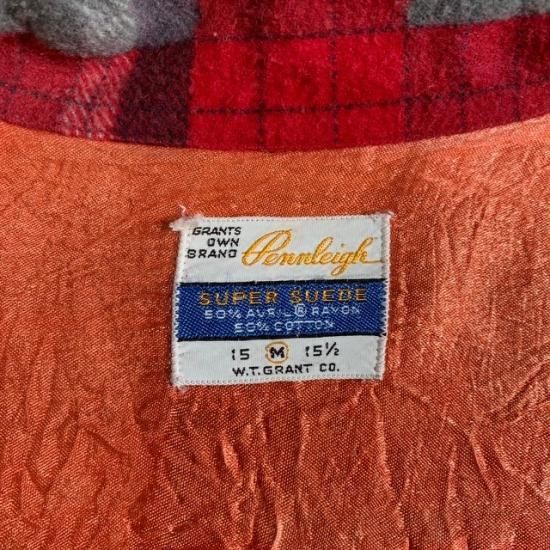 GRANTS
OWN
BRAND
Pennleigh
SUPER SUEDE
50% AVRIL® RAYON
50% COTTON
15 M 15½
W.T. GRANT CO.